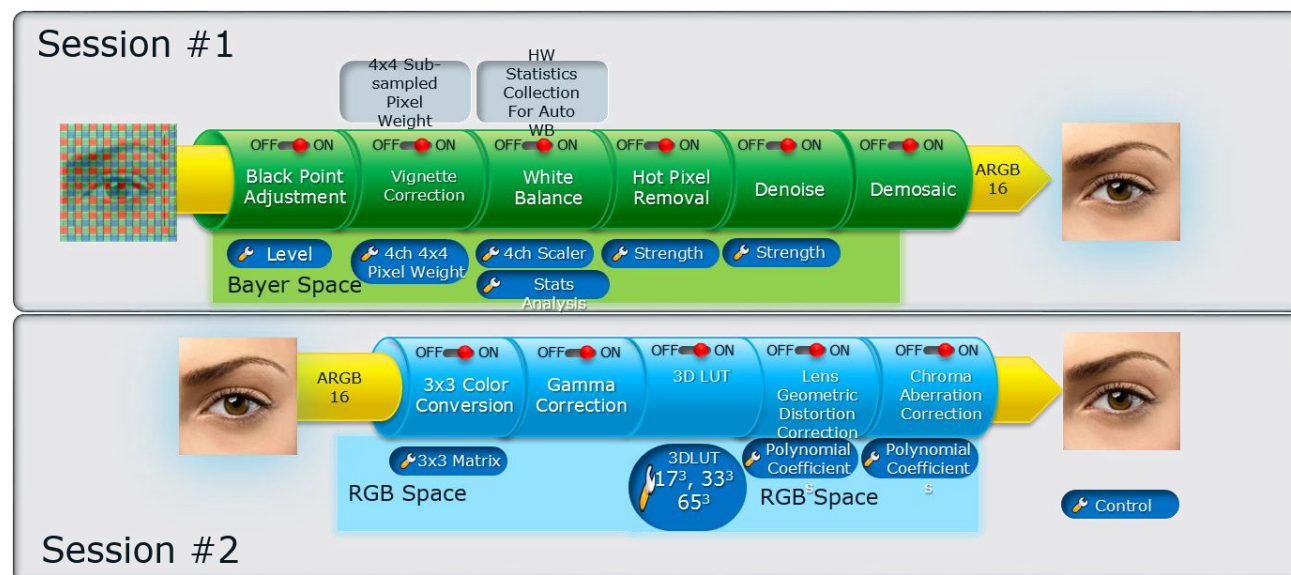 Session #1
4x4 Sub-
sampled
Pixel
Weight
HW
Statistics
Collection
For Auto
WB
OFF ON
OFF ON
OFF ON
OFF ON
OFF ON
OFF ON
Black Point
Adjustment
Vignette
Correction
White
Balance
Hot Pixel
Removal
Denoise
Demosaic
ARGB
16
Level
4ch 4x4
Pixel Weight
4ch Scaler
Stats
Analysis
Strength
Strength
Bayer Space
ARGB
16
OFF ON
OFF ON
OFF ON
OFF ON
OFF ON
3x3 Color
Conversion
Gamma
Correction
3D LUT
Lens
Geometric
Distortion
Correction
Chroma
Aberration
Correction
3x3 Matrix
3DLUT
17³, 33³
65³
Polynomial
Coefficient
s
Polynomial
Coefficient
s
RGB Space
RGB Space
Control
Session #2